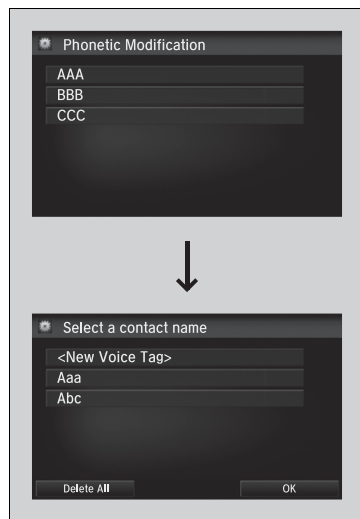 Phonetic Modification
AAA
BBB
CCC
Select a contact name
<New Voice Tag>
Aaa
Abc
Delete All
OK